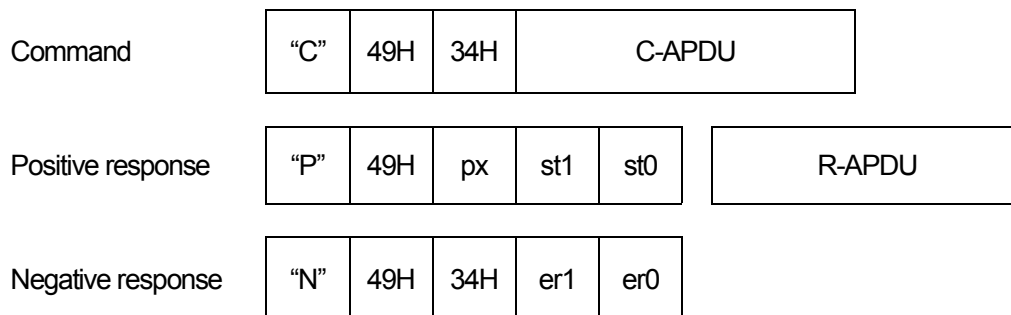 Command “C” 49H 34H C-APDU
Positive response “P” 49H px st1 st0 R-APDU
Negative response “N” 49H 34H er1 er0